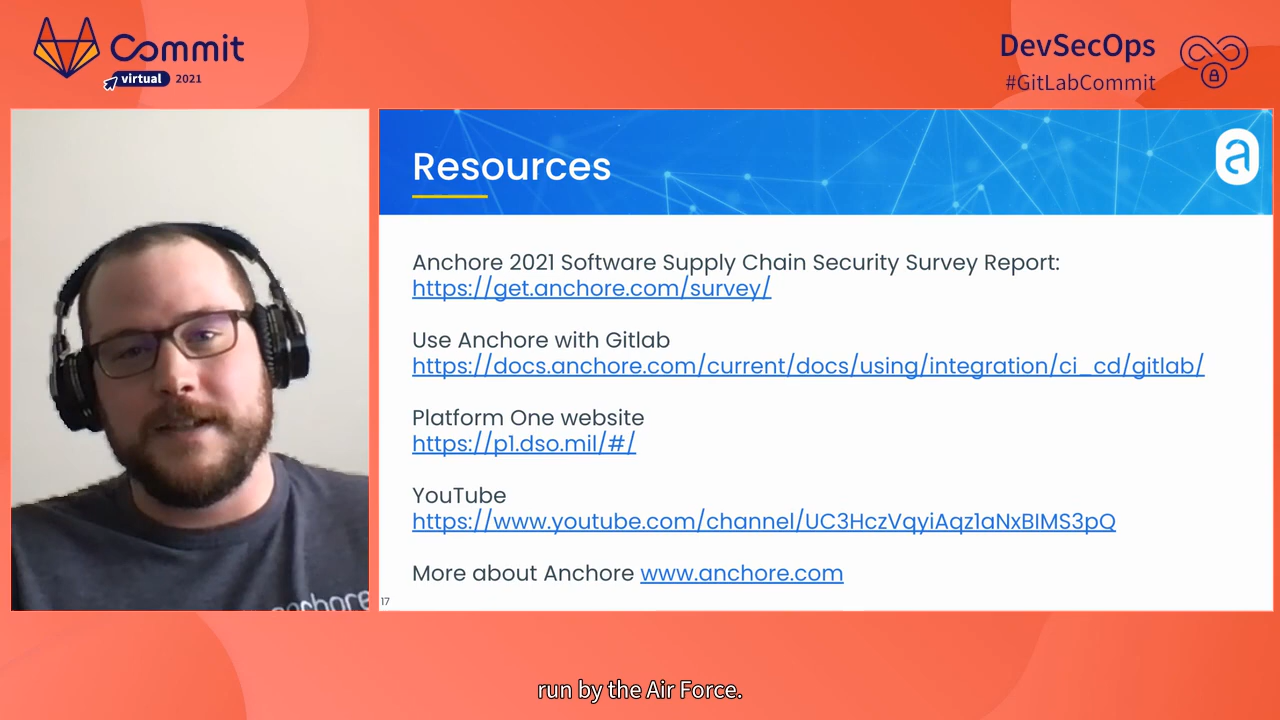 Commit
virtual 2021
DevSecOps
#GitLabCommit
Resources
a
Anchore 2021 Software Supply Chain Security Survey Report:
https://get.anchore.com/survey/
Use Anchore with Gitlab
https://docs.anchore.com/current/docs/using/integration/ci_cd/gitlab/
Platform One website
https://p1.dso.mil/#/
YouTube
https://www.youtube.com/channel/UC3HczVqyiAqz1aNxBIMS3pQ
More about Anchore www.anchore.com
17
anchore
run by the Air Force.